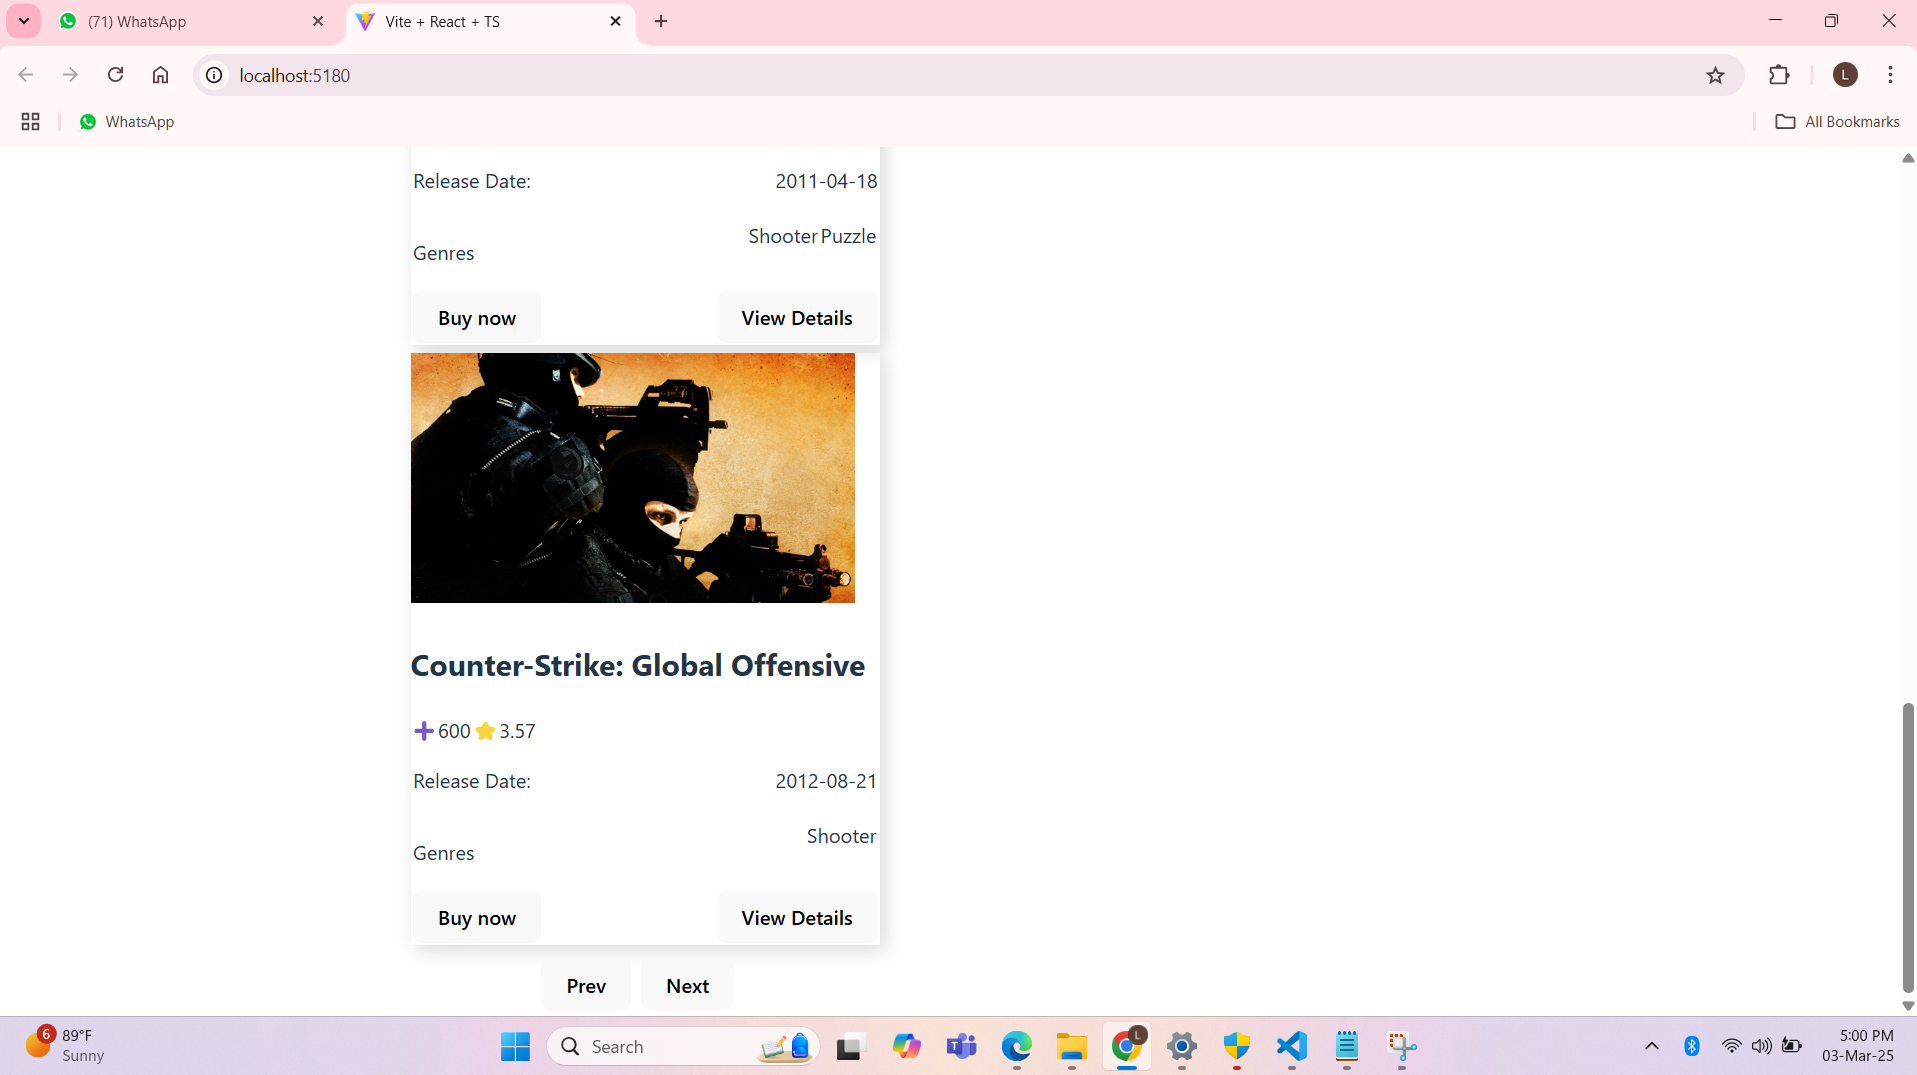 (71) WhatsApp
Vite + React + TS
localhost:5180
L
WhatsApp
All Bookmarks
Release Date: 2011-04-18
Shooter Puzzle
Genres
Buy now View Details
Counter-Strike: Global Offensive
600 3.57
Release Date: 2012-08-21
Shooter
Genres
Buy now View Details
Prev Next
6
89°F
Sunny
Search
T
L
5:00 PM
03-Mar-25